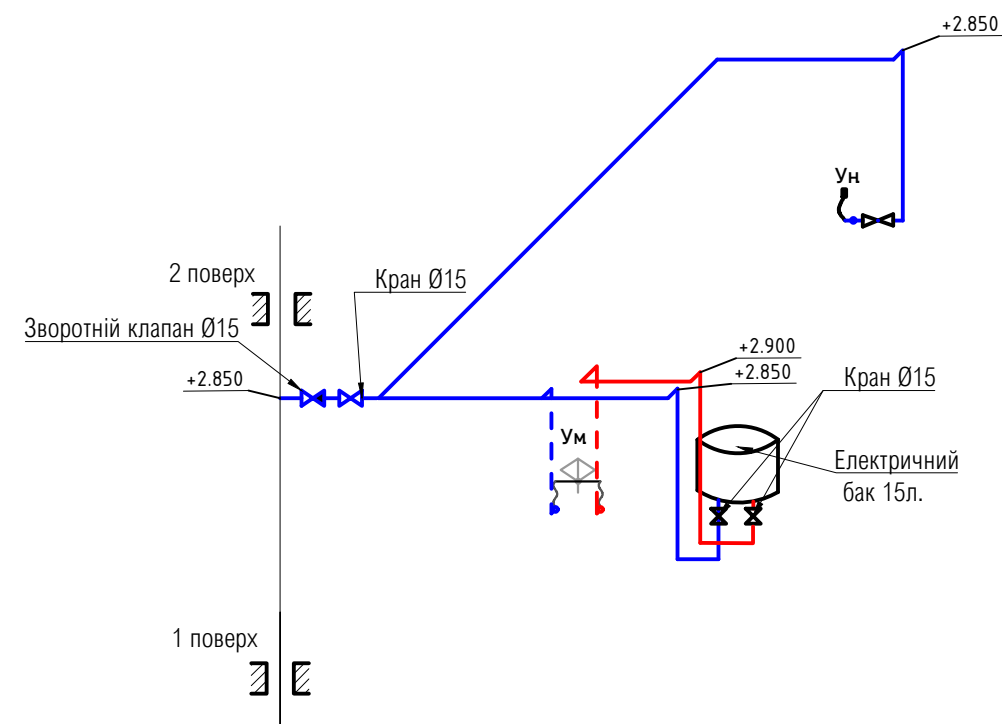 +2.850
Ун
2 поверх
Кран Ø15
Зворотній клапан Ø15
+2.850
+2.900
+2.850
Кран Ø15
Ум
Електричний
бак 15л.
1 поверх